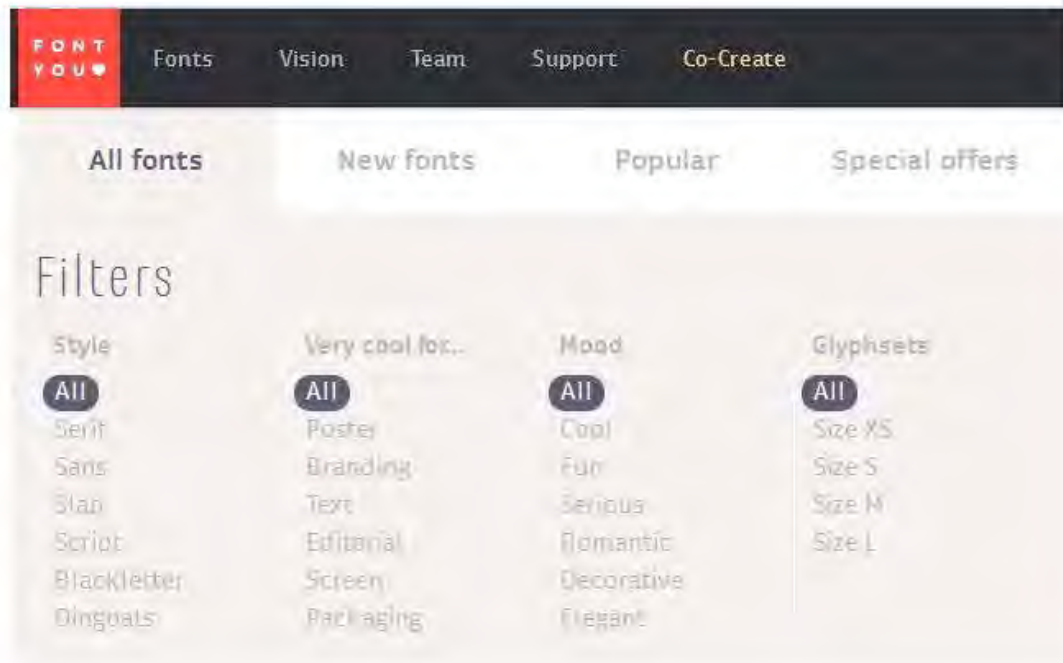 FONT
YOU♥
Fonts Vision Team Support Co-Create
All fonts New fonts Popular Special offers
Filters
Style Very cool for... Mood Glyphsets
All All All All
Serif Poster Cool Size XS
Sans Branding Fun Size S
Slab Text Serious Size M
Script Editorial Romantic Size L
Blackletter Screen Decorative
Dingbats Packaging Elegant